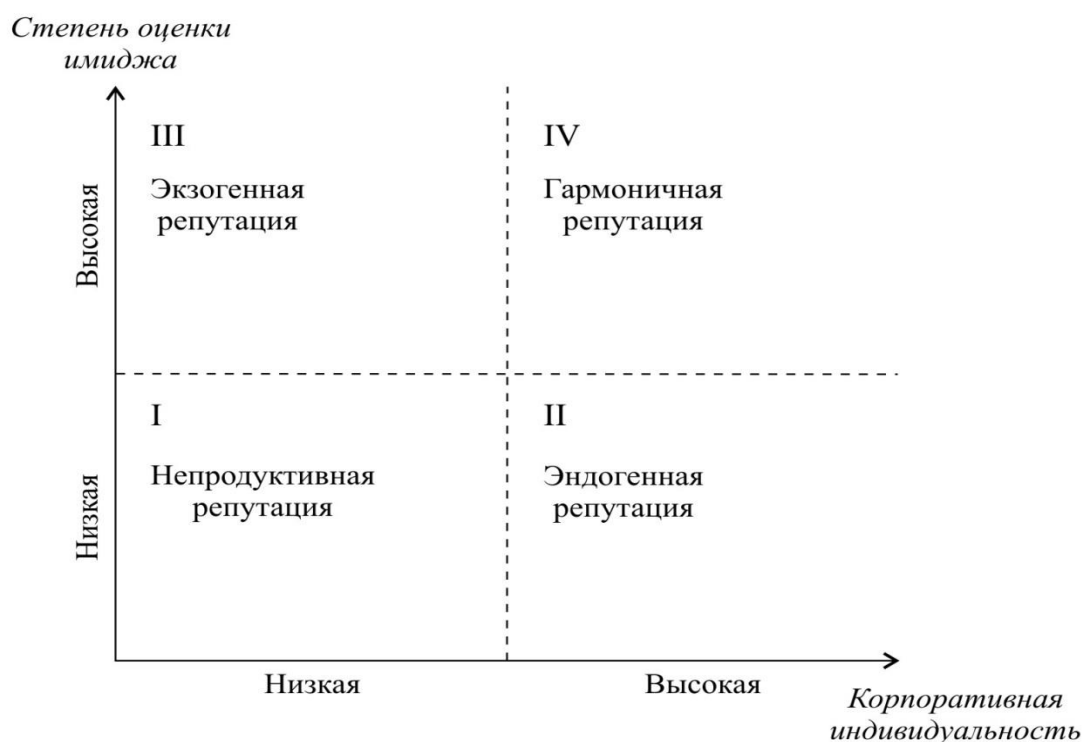 Степень оценки
имиджа
Высокая
III
Экзогенная
репутация
IV
Гармоничная
репутация
Низкая
I
Непродуктивная
репутация
II
Эндогенная
репутация
Низкая
Высокая
Корпоративная
индивидуальность